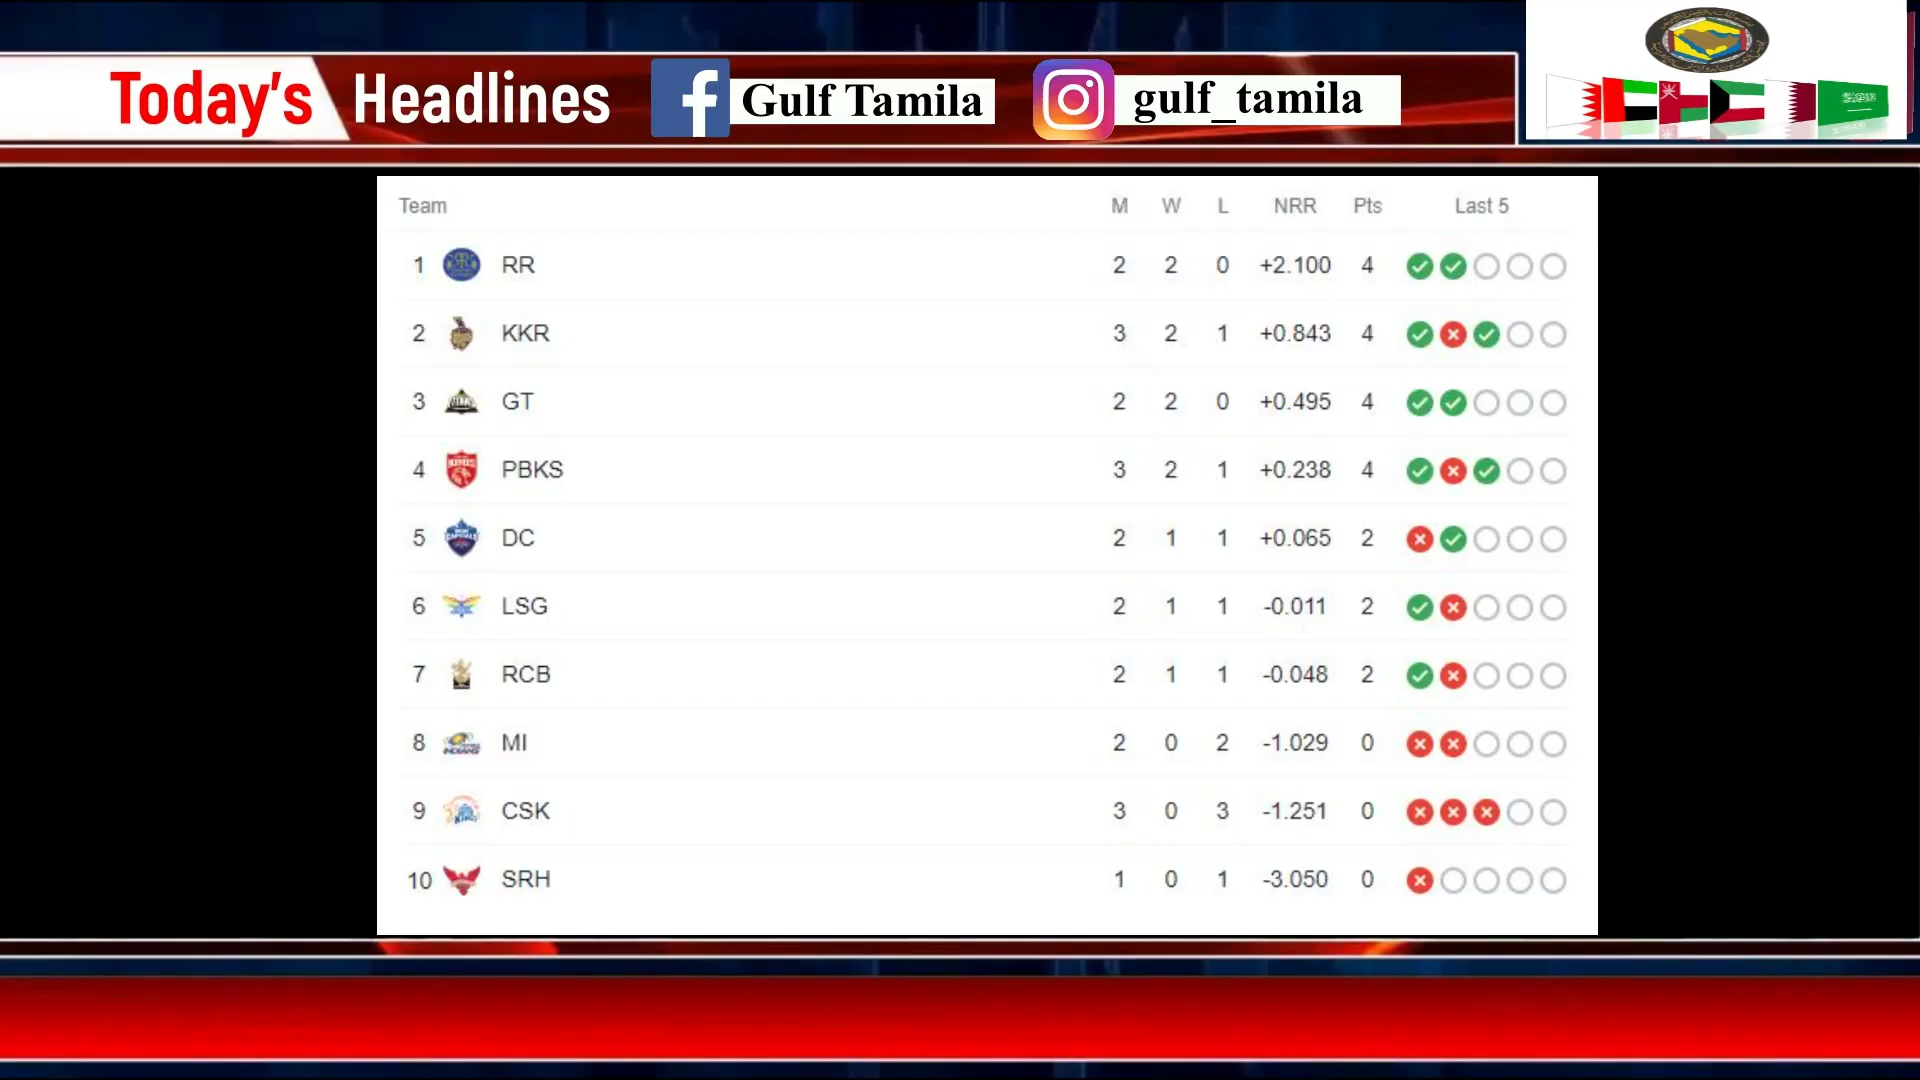 Today's Headlines Gulf Tamila gulf_tamila
Team M W L NRR Pts Last 5
1 RR 2 2 0 +2.100 4
2 KKR 3 2 1 +0.843 4
3 GT 2 2 0 +0.495 4
4 PBKS 3 2 1 +0.238 4
5 DC 2 1 1 +0.065 2
6 LSG 2 1 1 -0.011 2
7 RCB 2 1 1 -0.048 2
8 MI 2 0 2 -1.029 0
9 CSK 3 0 3 -1.251 0
10 SRH 1 0 1 -3.050 0